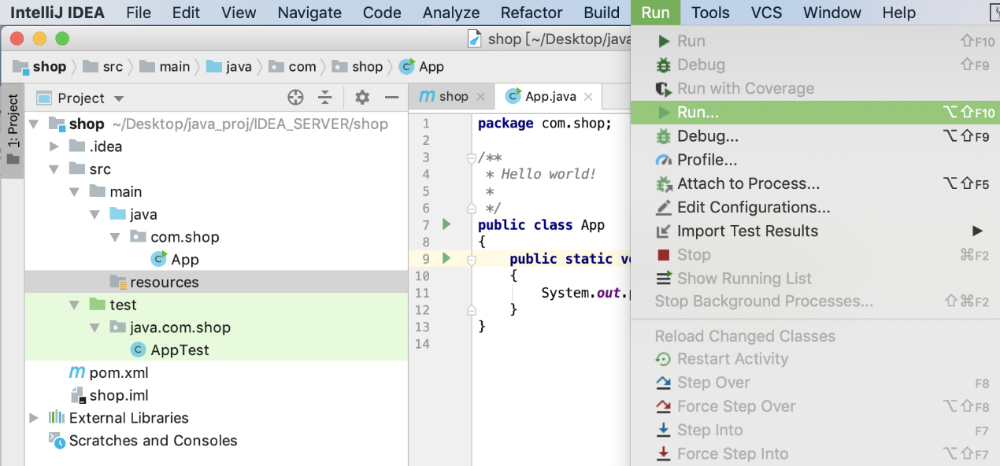 IntelliJ IDEA File Edit View Navigate Code Analyze Refactor Build Run Tools VCS Window Help
shop [~/Desktop/java
shop src main java com shop App
1: Project
Project
shop ~/Desktop/java_proj/IDEA_SERVER/shop
.idea
src
main
java
com.shop
App
resources
test
java.com.shop
AppTest
pom.xml
shop.iml
External Libraries
Scratches and Consoles
shop App.java
1 package com.shop;
2
3 /**
4 * Hello world!
5 *
6 */
7 public class App
8 {
9 public static v
10 {
11 System.out.
12 }
13 }
14
Run ⇧F10
Debug ⇧F9
Run with Coverage
Run... ⌥⇧F10
Debug... ⌥⇧F9
Profile...
Attach to Process... ⌥⇧F5
Edit Configurations...
Import Test Results
Stop ⌘F2
Show Running List
Stop Background Processes... ⇧⌘F2
Reload Changed Classes
Restart Activity
Step Over F8
Force Step Over ⌥⇧F8
Step Into F7
Force Step Into ⌥⇧F7